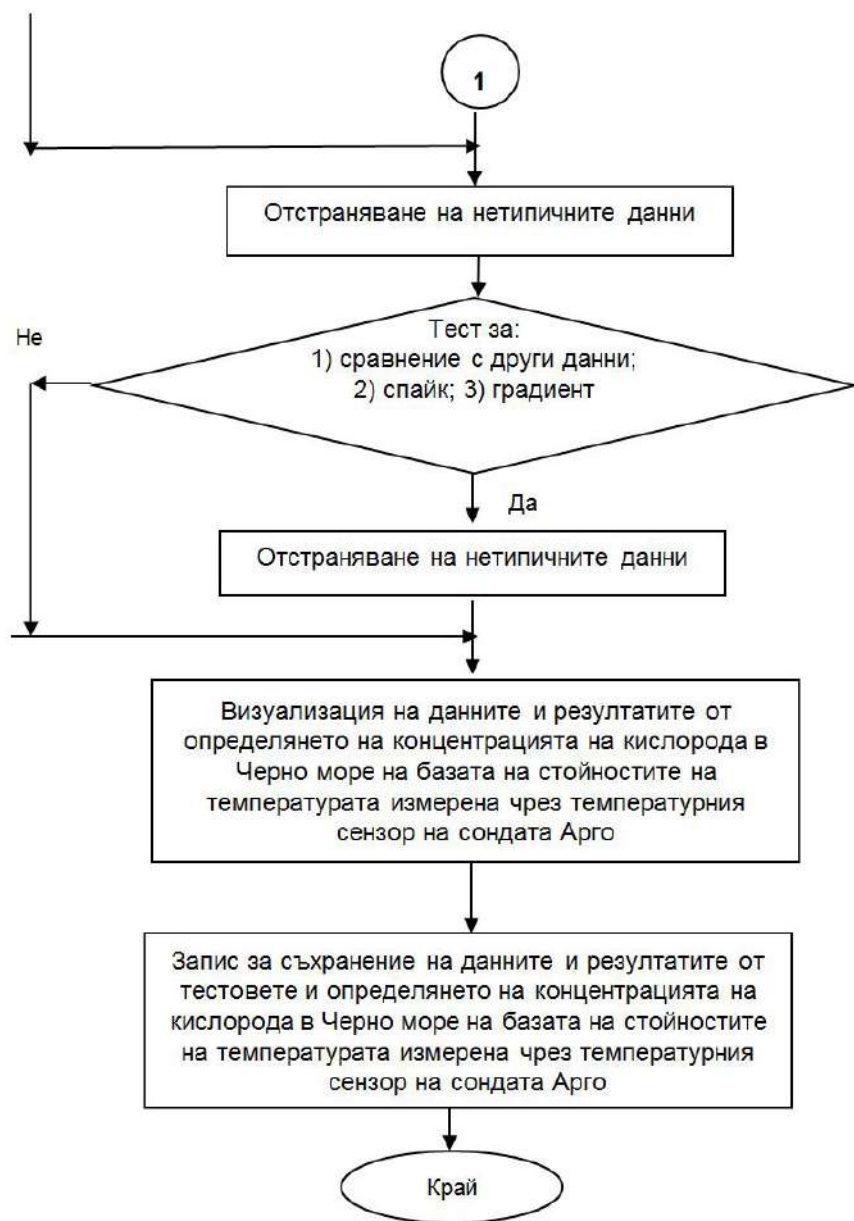 1
Отстраняване на нетипичните данни
Не
Тест за:
1) сравнение с други данни;
2) спайк; 3) градиент
Да
Отстраняване на нетипичните данни
Визуализация на данните и резултатите от
определянето на концентрацията на кислорода в
Черно море на базата на стойностите на
температурата измерена чрез температурния
сензор на сондата Арго
Запис за съхранение на данните и резултатите от
тестовете и определянето на концентрацията на
кислорода в Черно море на базата на стойностите
на температурата измерена чрез температурния
сензор на сондата Арго
Край